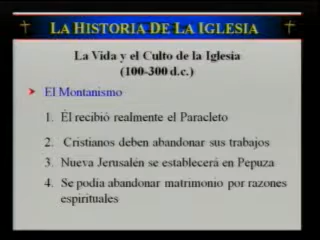 LA HISTORIA DE LA IGLESIA
La Vida y el Culto de la Iglesia
(100-300 d.c.)
El Montanismo
1. Él recibió realmente el Paracleto
2. Cristianos deben abandonar sus trabajos
3. Nueva Jerusalén se establecerá en Pepuza
4. Se podía abandonar matrimonio por razones
espirituales